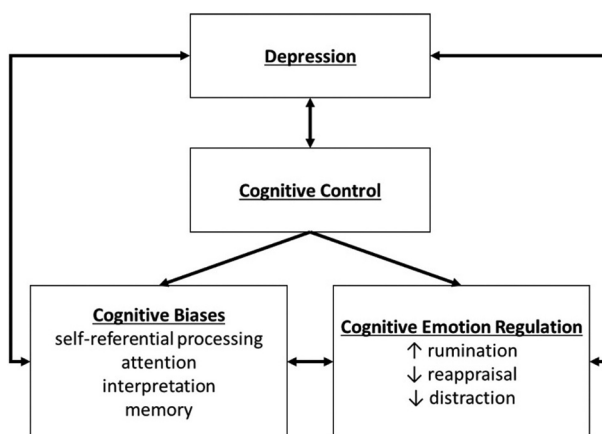 Depression
Cognitive Control
Cognitive Biases
self-referential processing
attention
interpretation
memory
Cognitive Emotion Regulation
↑ rumination
↓ reappraisal
↓ distraction